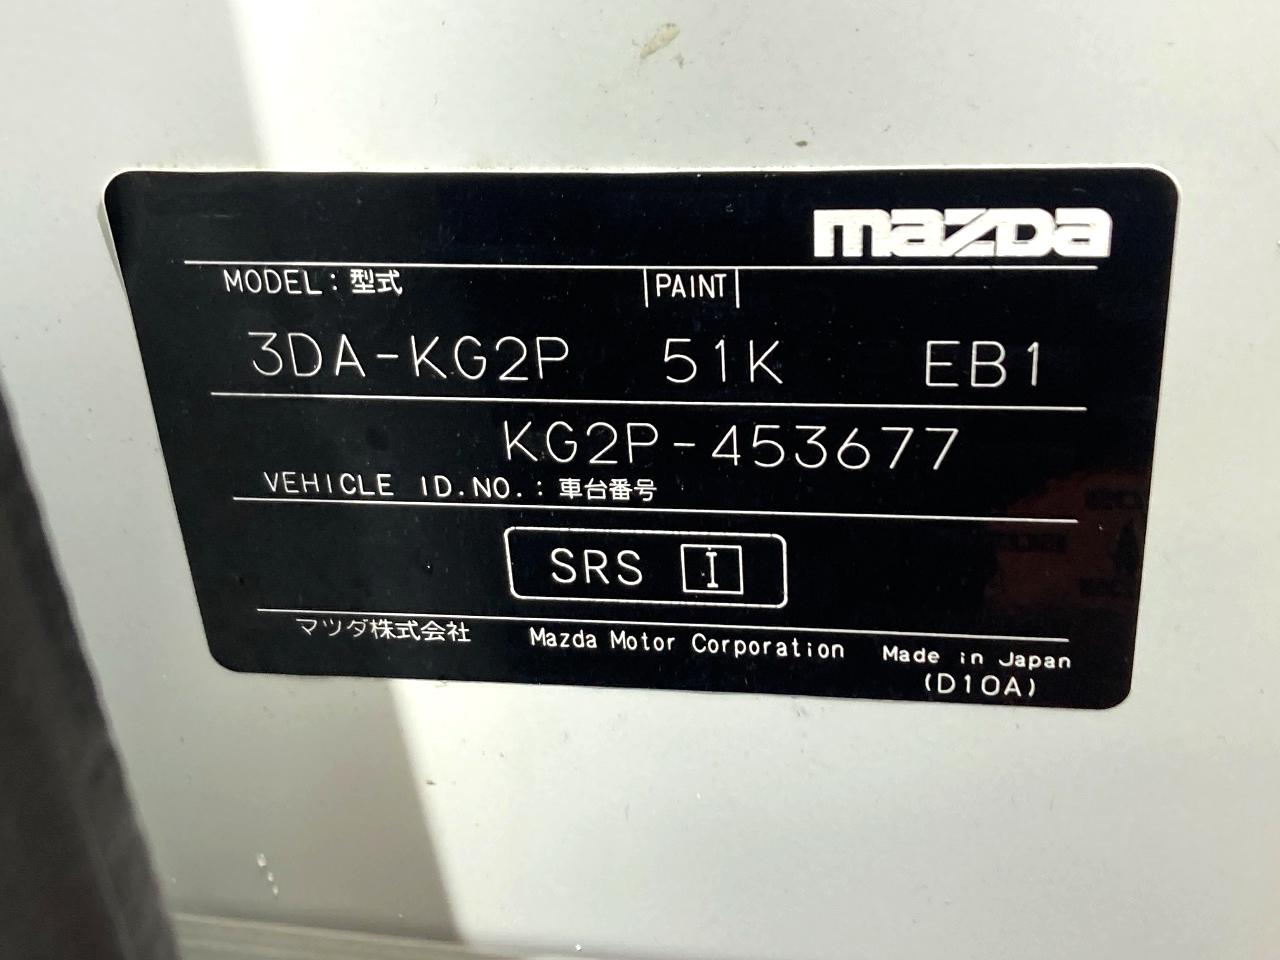 mazda
MODEL：型式 |PAINT|
3DA-KG2P 51K EB1
KG2P-453677
VEHICLE ID.NO.：車台番号
SRS I
マツダ株式会社 Mazda Motor Corporation Made in Japan
(D10A)